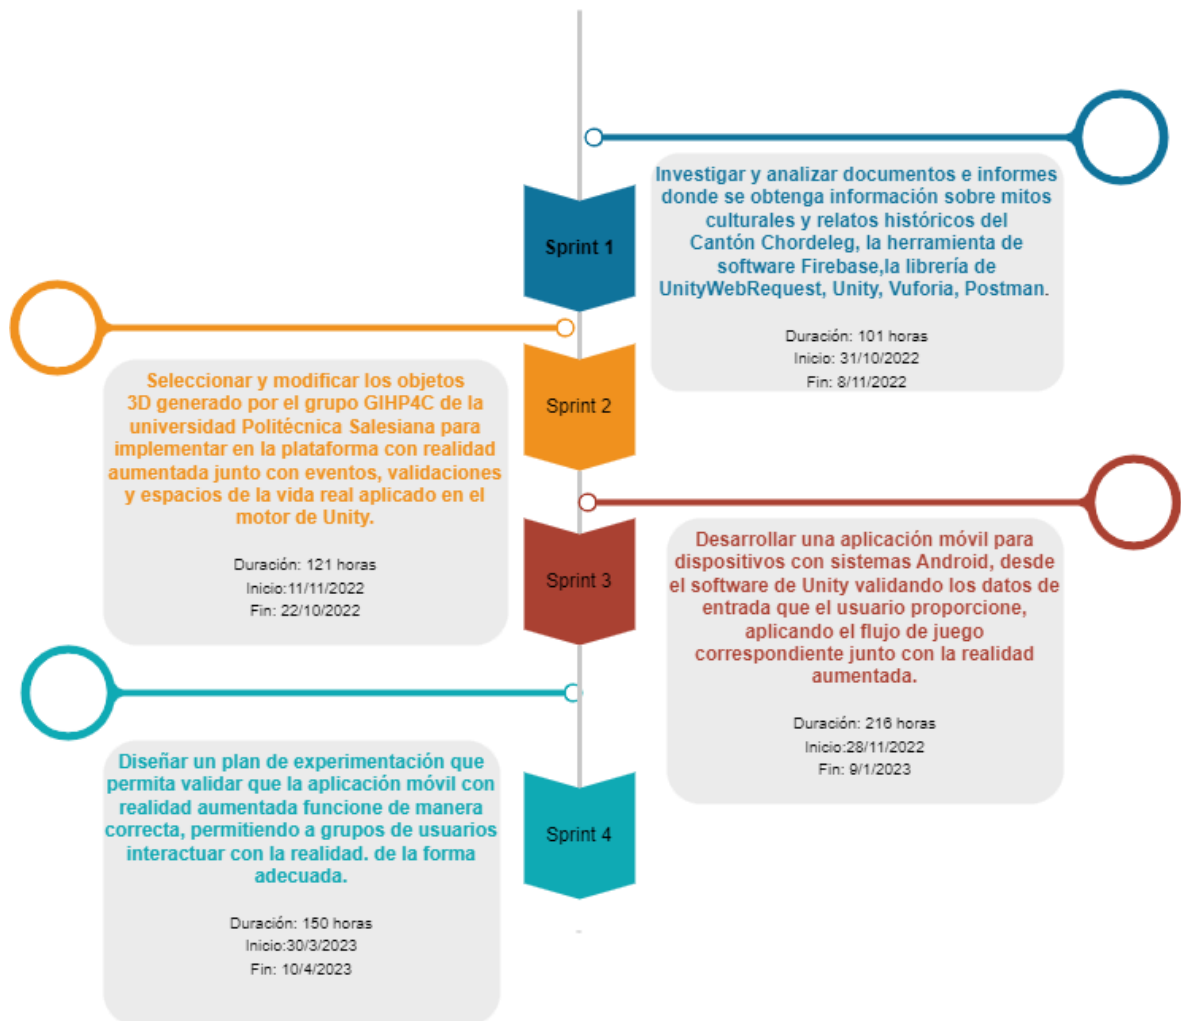 Sprint 1
Investigar y analizar documentos e informes
donde se obtenga información sobre mitos
culturales y relatos históricos del
Cantón Chordeleg, la herramienta de
software Firebase,la librería de
UnityWebRequest, Unity, Vuforia, Postman.
Duración: 101 horas
Inicio: 31/10/2022
Fin: 8/11/2022
Sprint 2
Seleccionar y modificar los objetos
3D generado por el grupo GIHP4C de la
universidad Politécnica Salesiana para
implementar en la plataforma con realidad
aumentada junto con eventos, validaciones
y espacios de la vida real aplicado en el
motor de Unity.
Duración: 121 horas
Inicio:11/11/2022
Fin: 22/10/2022
Sprint 3
Desarrollar una aplicación móvil para
dispositivos con sistemas Android, desde
el software de Unity validando los datos de
entrada que el usuario proporcione,
aplicando el flujo de juego
correspondiente junto con la realidad
aumentada.
Duración: 216 horas
Inicio:28/11/2022
Fin: 9/1/2023
Sprint 4
Diseñar un plan de experimentación que
permita validar que la aplicación móvil con
realidad aumentada funcione de manera
correcta, permitiendo a grupos de usuarios
interactuar con la realidad. de la forma
adecuada.
Duración: 150 horas
Inicio:30/3/2023
Fin: 10/4/2023